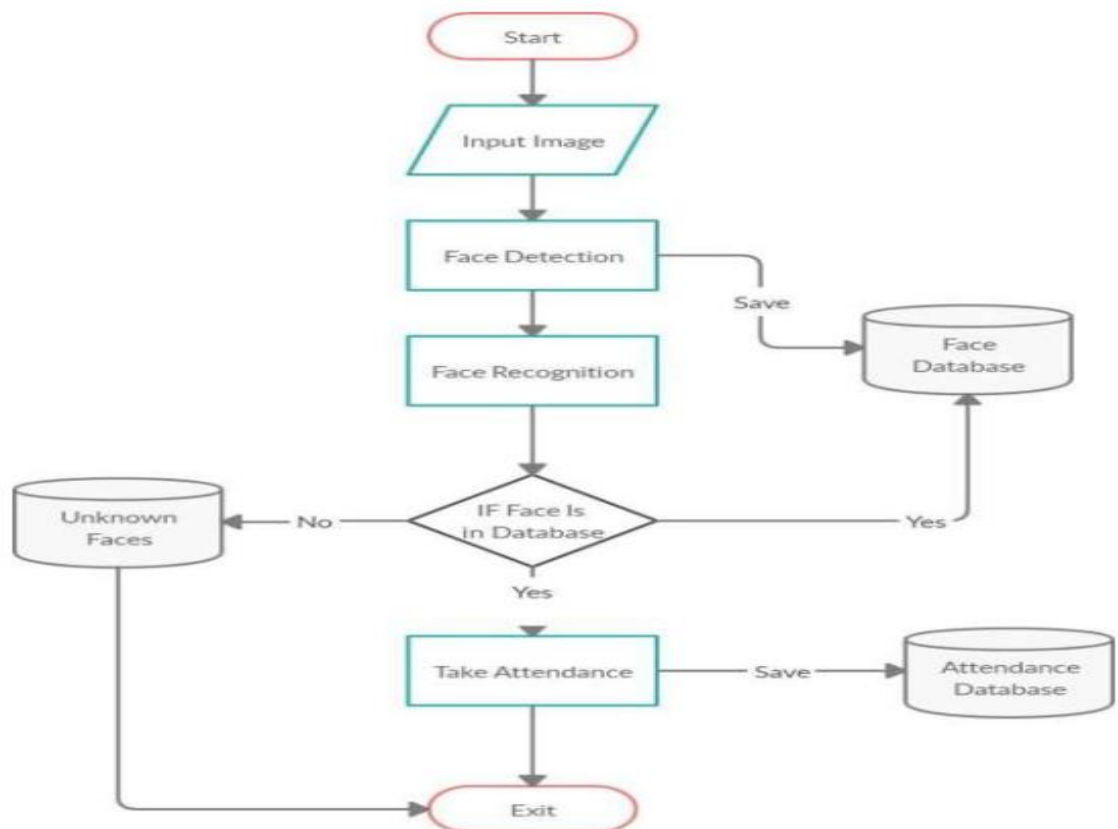 Start
Input Image
Face Detection
Save
Face
Database
Face Recognition
IF Face Is
in Database
No
Unknown
Faces
Yes
Yes
Take Attendance
Save
Attendance
Database
Exit